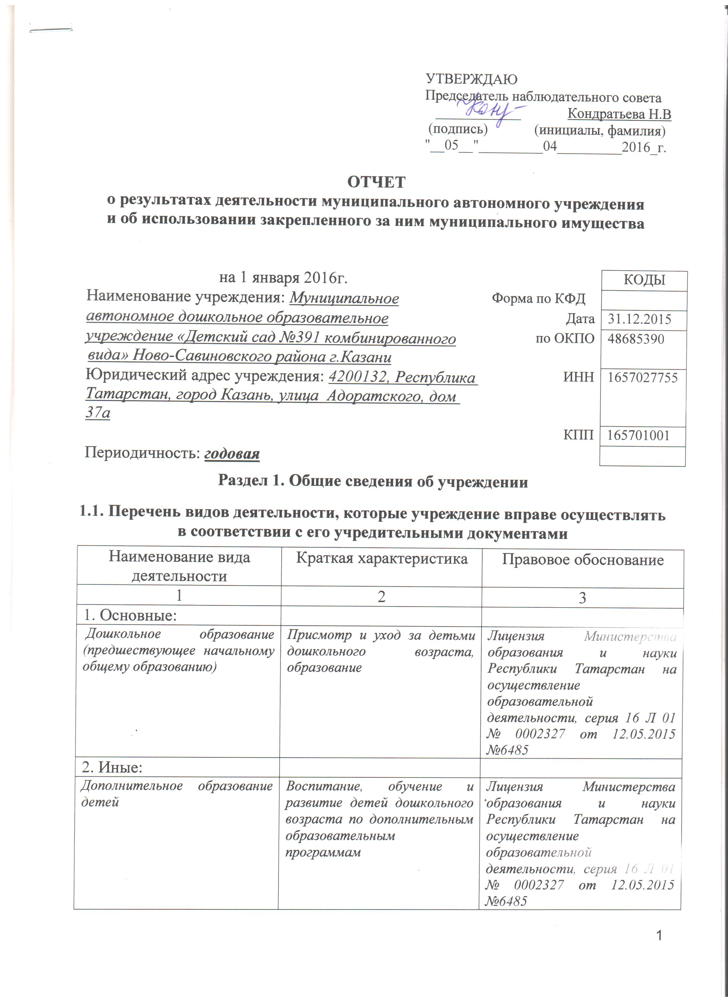 УТВЕРЖДАЮ
Председатель наблюдательного совета
____________ Кондратьева Н.В
(подпись) (инициалы, фамилия)
"__05__"_________04_________2016_г.
ОТЧЕТ
о результатах деятельности муниципального автономного учреждения
и об использовании закрепленного за ним муниципального имущества
на 1 января 2016г. КОДЫ
Наименование учреждения: Муниципальное Форма по КФД
автономное дошкольное образовательное Дата 31.12.2015
учреждение «Детский сад №391 комбинированного по ОКПО 48685390
вида» Ново-Савиновского района г.Казани
Юридический адрес учреждения: 4200132, Республика ИНН 1657027755
Татарстан, город Казань, улица Адоратского, дом
37а
КПП 165701001
Периодичность: годовая
Раздел 1. Общие сведения об учреждении
1.1. Перечень видов деятельности, которые учреждение вправе осуществлять
в соответствии с его учредительными документами
Наименование вида
деятельности
Краткая характеристика
Правовое обоснование
1 2 3
1. Основные:
Дошкольное образование
(предшествующее начальному
общему образованию)
Присмотр и уход за детьми
дошкольного возраста,
образование
Лицензия Министерства
образования и науки
Республики Татарстан на
осуществление
образовательной
деятельности, серия 16 Л 01
№ 0002327 от 12.05.2015
№6485
2. Иные:
Дополнительное образование
детей
Воспитание, обучение и
развитие детей дошкольного
возраста по дополнительным
образовательным
программам
Лицензия Министерства
образования и науки
Республики Татарстан на
осуществление
образовательной
деятельности, серия 16 Л 01
№ 0002327 от 12.05.2015
№6485
1